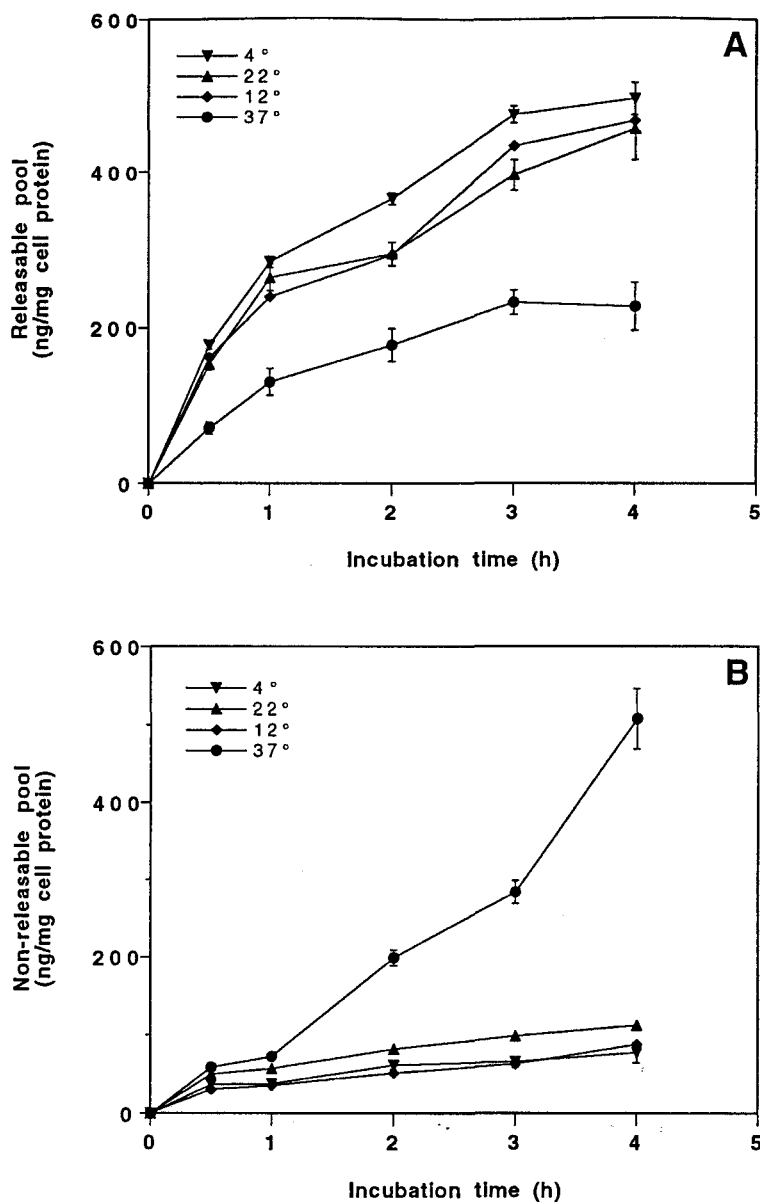 600
A
4°
22°
12°
37°
400
200
0
Releasable pool
(ng/mg cell protein)
0 1 2 3 4 5
Incubation time (h)
600
B
4°
22°
12°
37°
400
200
0
Non-releasable pool
(ng/mg cell protein)
0 1 2 3 4 5
Incubation time (h)